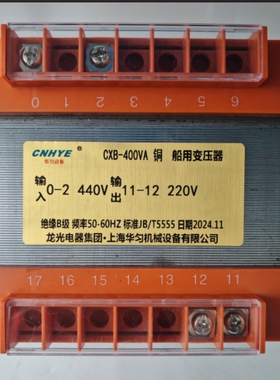 0 1 2 3 4 5 6
CNHYE
华匀设备
CXB-400VA 铜 船用变压器
输入 0-2 440V 输出 11-12 220V
绝缘B级 频率50-60HZ 标准JB/T5555 日期2024.11
龙光电器集团·上海华匀机械设备有限公司
17 16 15 14 13 12 11